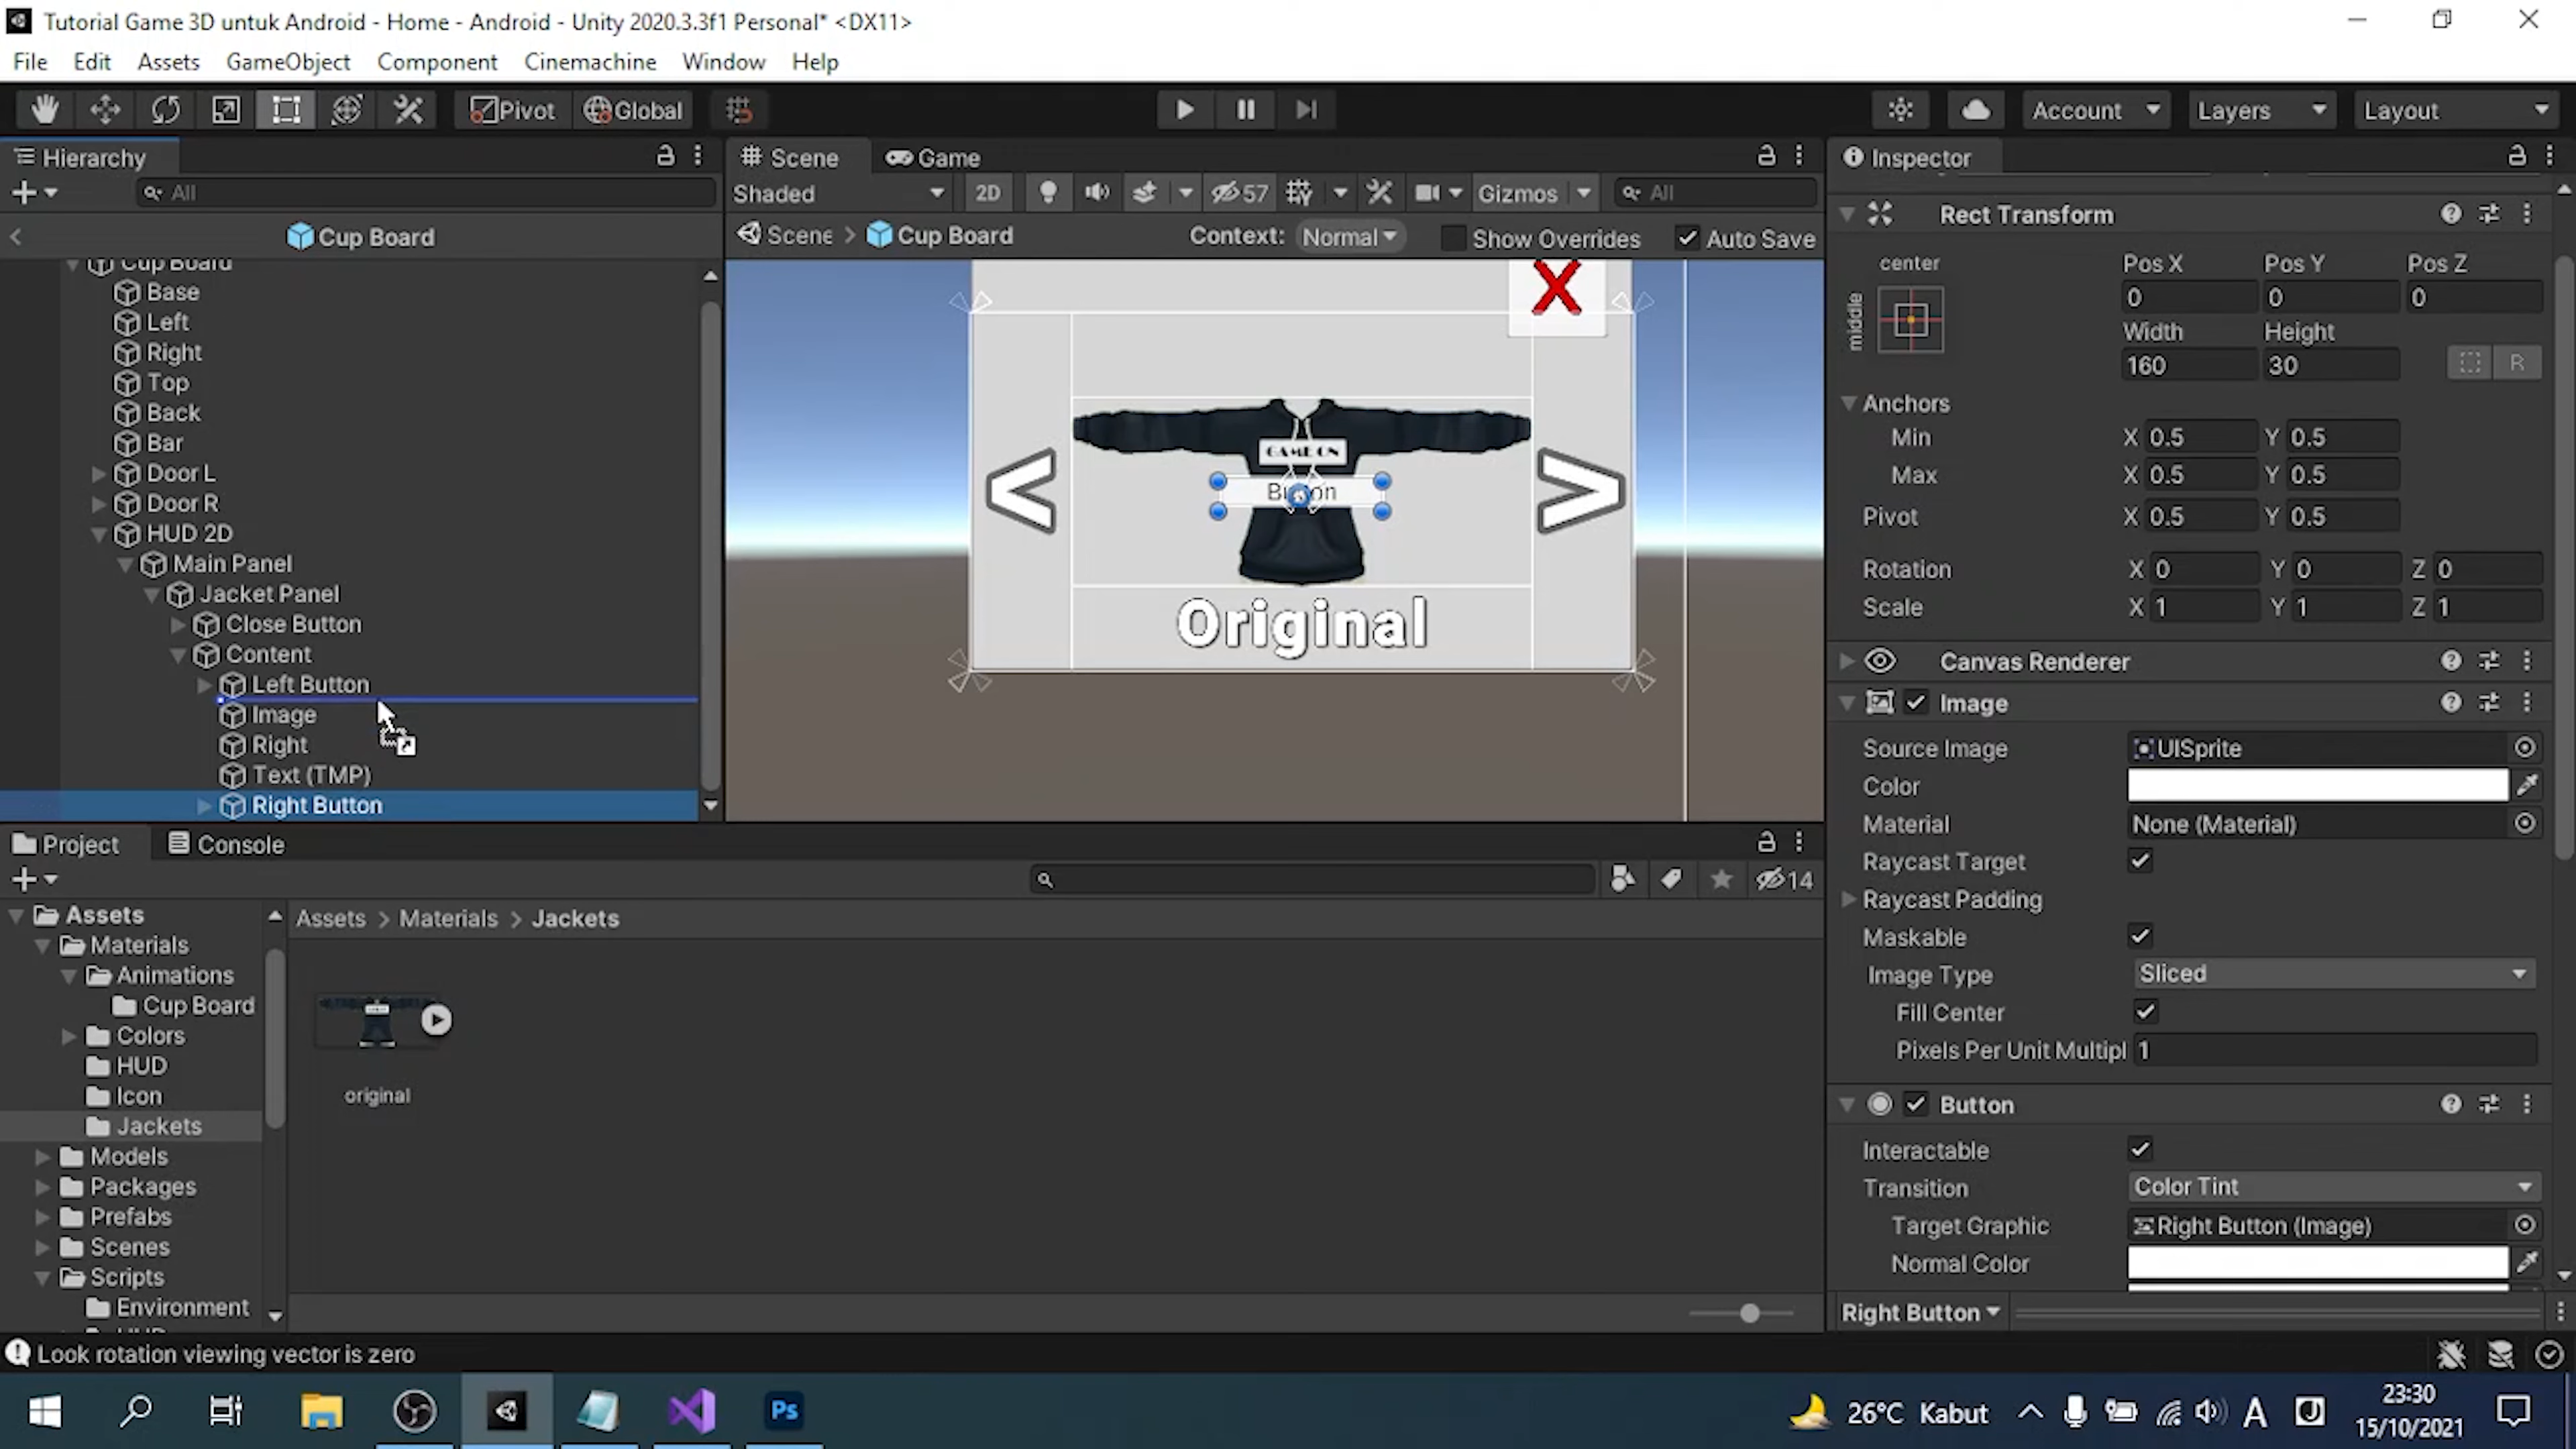 Tutorial Game 3D untuk Android - Home - Android - Unity 2020.3.3f1 Personal* <DX11>
File Edit Assets GameObject Component Cinemachine Window Help
Pivot Global Account Layers Layout
Hierarchy
All
Cup Board
Cup Board
Base
Left
Right
Top
Back
Bar
Door L
Door R
HUD 2D
Main Panel
Jacket Panel
Close Button
Content
Left Button
Image
Right
Text (TMP)
Right Button
Scene Game
Shaded 2D 57 Gizmos All
Scene > Cup Board Context: Normal Show Overrides Auto Save
X
GAME ON
< >
Original
Inspector
Rect Transform
center
middle
Pos X Pos Y Pos Z
0 0 0
Width Height
160 30
R
Anchors
Min X 0.5 Y 0.5
Max X 0.5 Y 0.5
Pivot X 0.5 Y 0.5
Rotation X 0 Y 0 Z 0
Scale X 1 Y 1 Z 1
Canvas Renderer
Image
Source Image UISprite
Color
Material None (Material)
Raycast Target
Raycast Padding
Maskable
Image Type Sliced
Fill Center
Pixels Per Unit Multipl 1
Button
Interactable
Transition Color Tint
Target Graphic Right Button (Image)
Normal Color
Right Button
Project Console
14
Assets
Materials
Animations
Cup Board
Colors
HUD
Icon
Jackets
Models
Packages
Prefabs
Scenes
Scripts
Environment
Assets > Materials > Jackets
original
Look rotation viewing vector is zero
Ps
26°C Kabut
A
23:30
15/10/2021